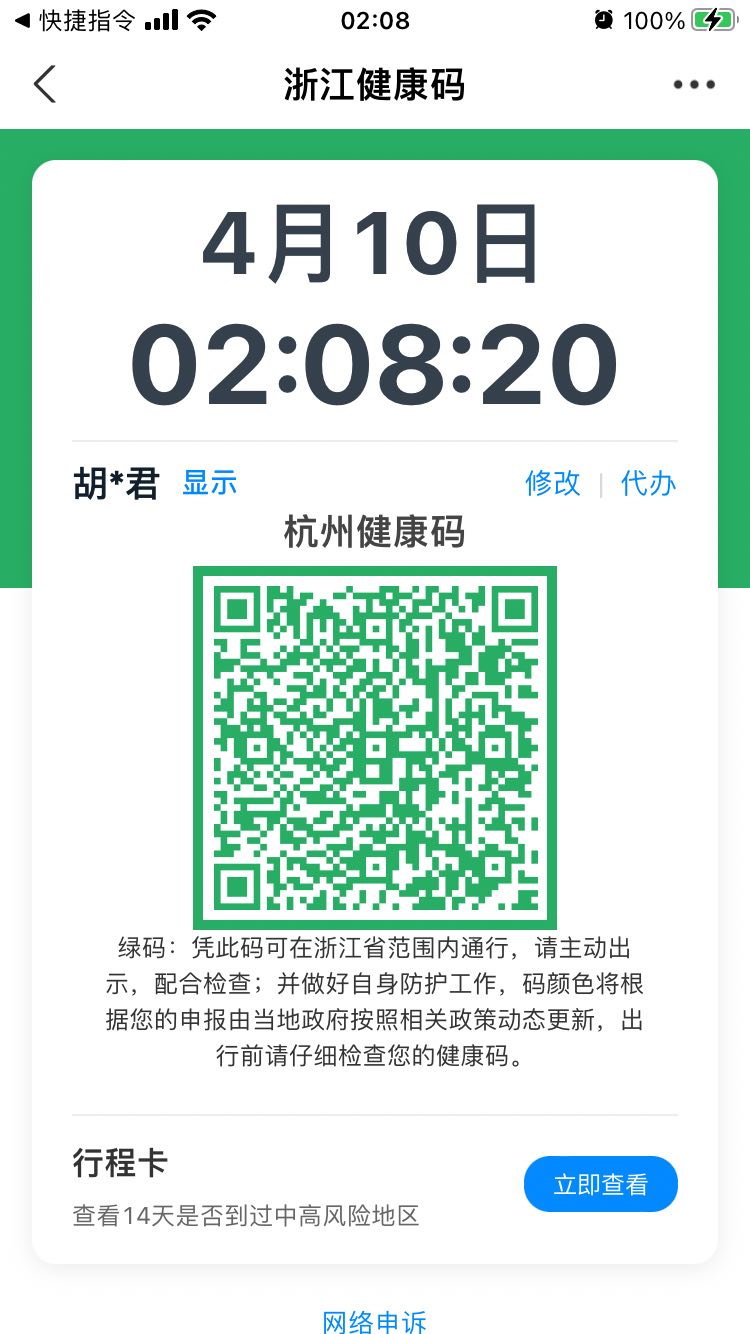 快捷指令
02:08
100%
浙江健康码
4月10日
02:08:20
胡*君 显示 修改 | 代办
杭州健康码
绿码：凭此码可在浙江省范围内通行，请主动出
示，配合检查；并做好自身防护工作，码颜色将根
据您的申报由当地政府按照相关政策动态更新，出
行前请仔细检查您的健康码。
行程卡
立即查看
查看14天是否到过中高风险地区
网络申诉